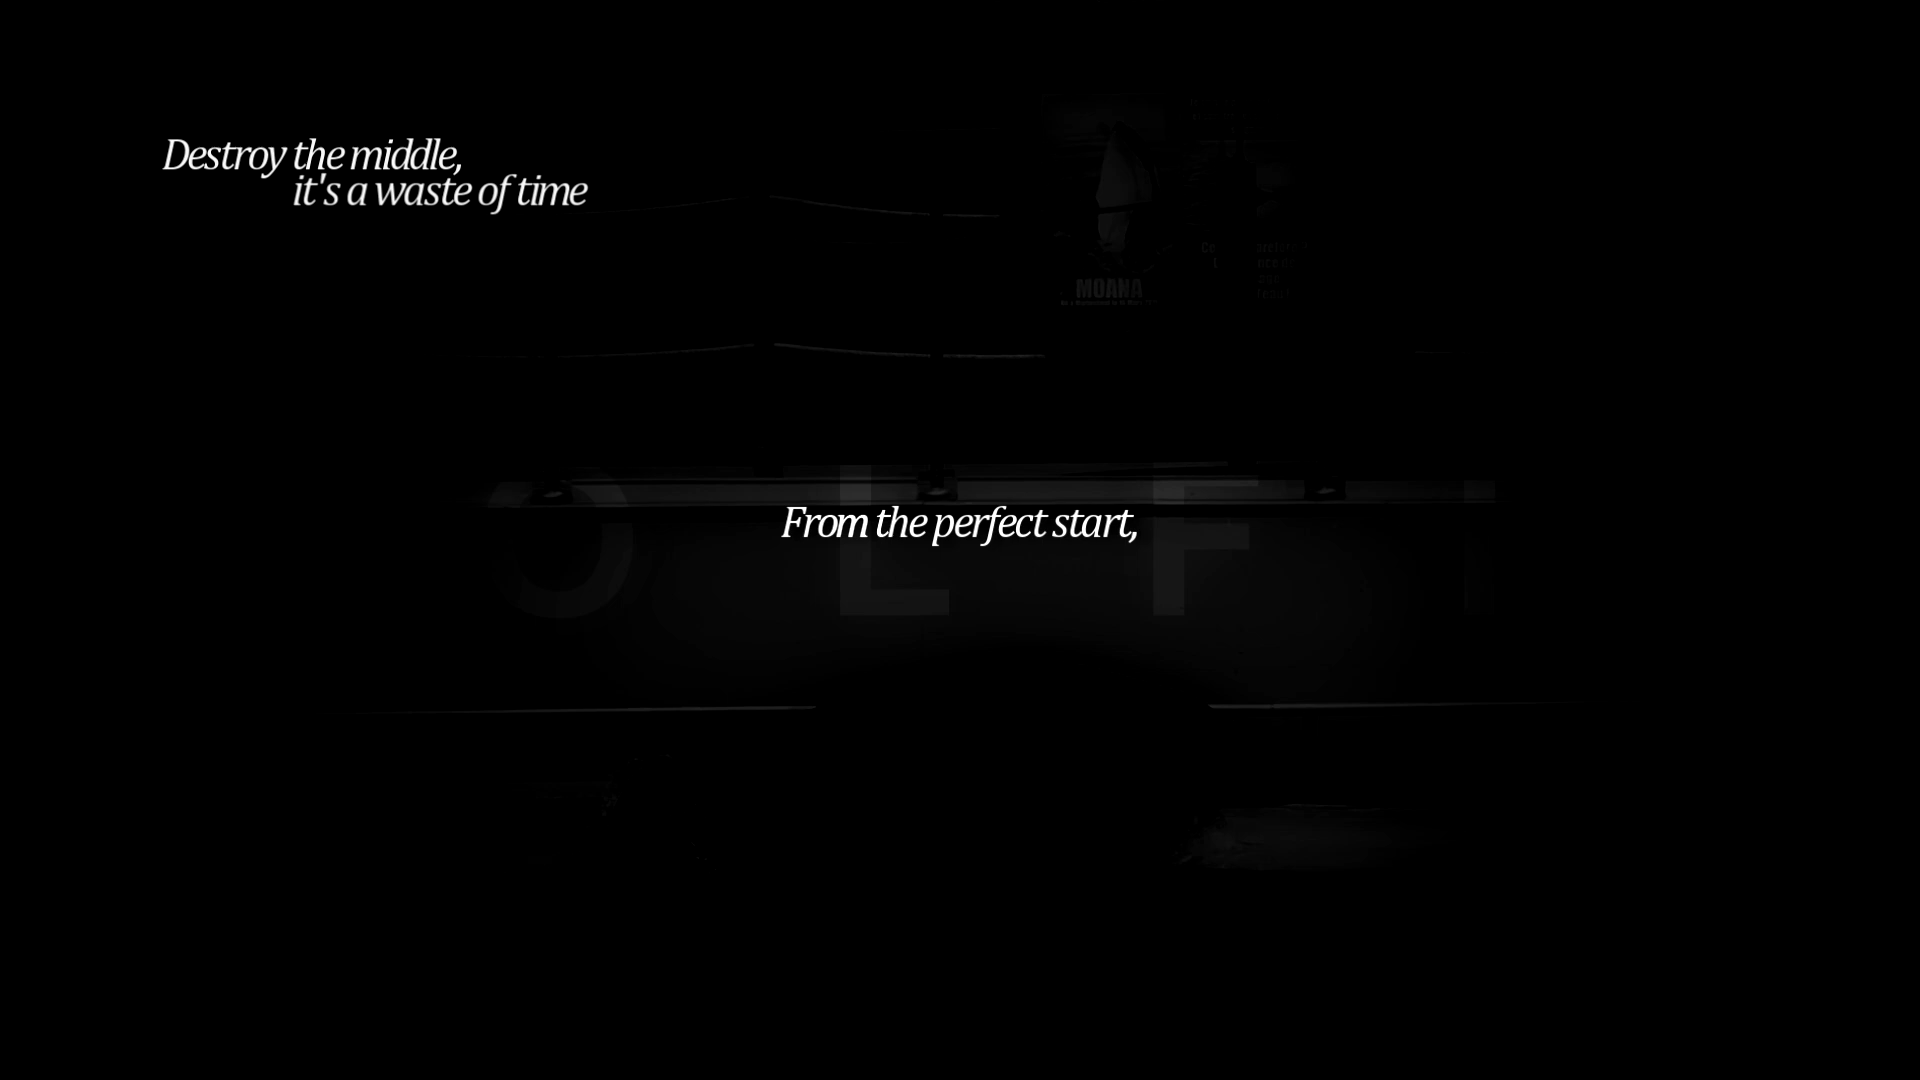 Destroy the middle,
it's a waste of time
MOANA
From the perfect start,
O L F